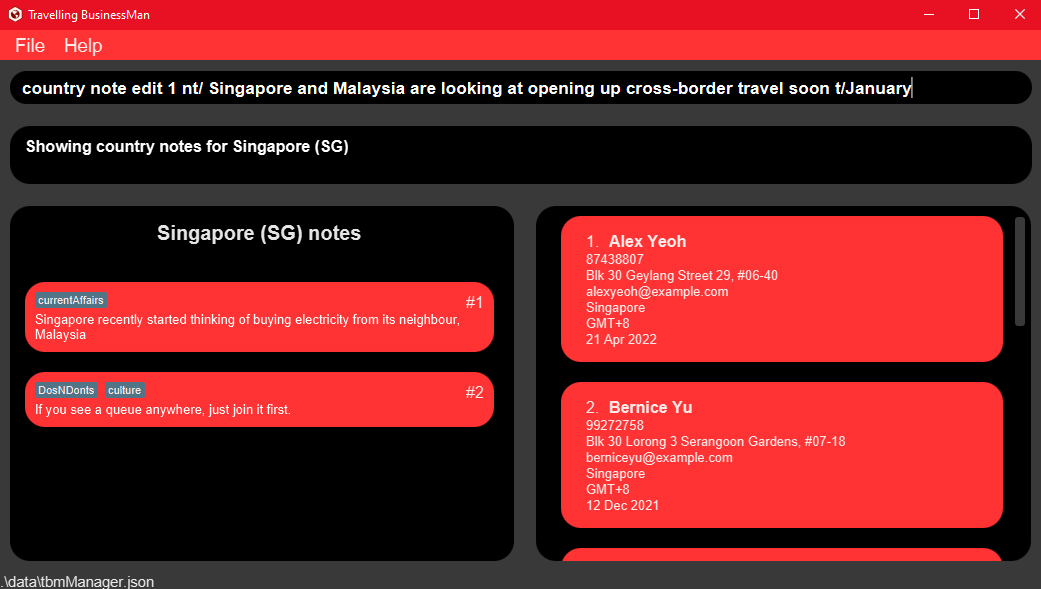 Travelling BusinessMan
File Help
country note edit 1 nt/ Singapore and Malaysia are looking at opening up cross-border travel soon t/January
Showing country notes for Singapore (SG)
Singapore (SG) notes
currentAffairs #1
Singapore recently started thinking of buying electricity from its neighbour,
Malaysia
DosNDonts culture #2
If you see a queue anywhere, just join it first.
1. Alex Yeoh
87438807
Blk 30 Geylang Street 29, #06-40
alexyeoh@example.com
Singapore
GMT+8
21 Apr 2022
2. Bernice Yu
99272758
Blk 30 Lorong 3 Serangoon Gardens, #07-18
berniceyu@example.com
Singapore
GMT+8
12 Dec 2021
.\data\tbmManager.json